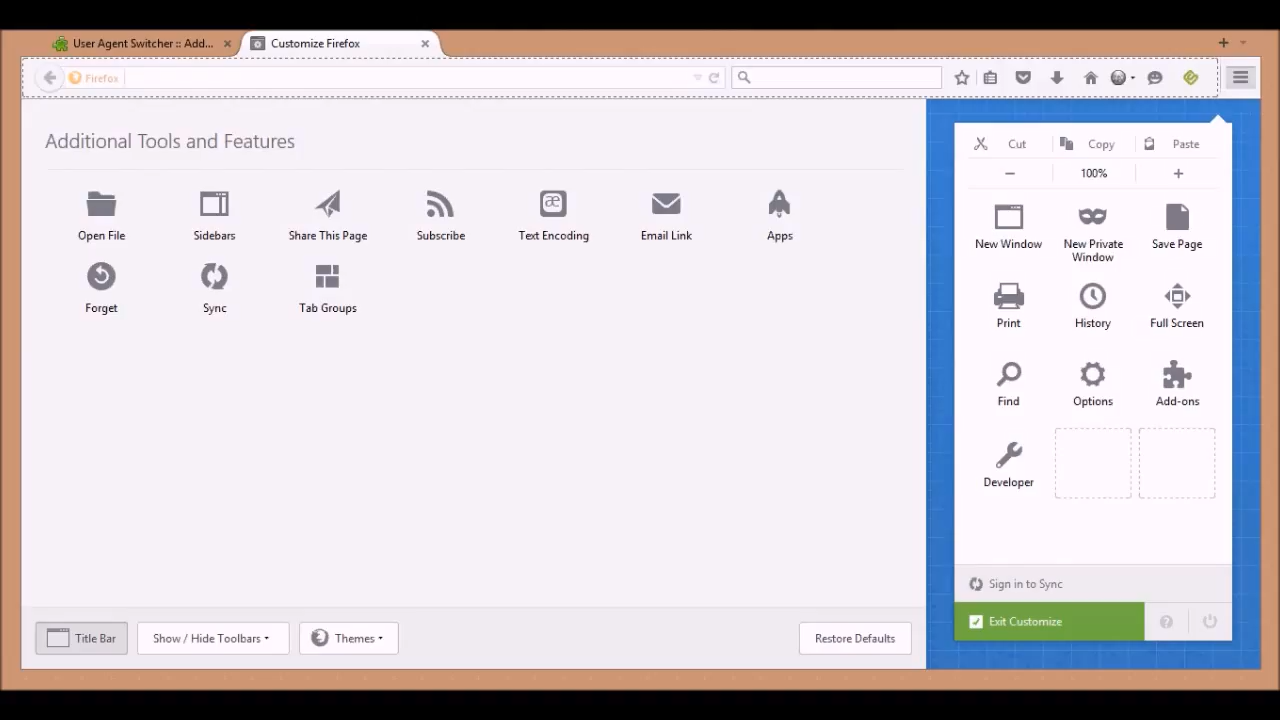 User Agent Switcher :: Add...
Customize Firefox
Firefox
Additional Tools and Features
Open File
Sidebars
Share This Page
Subscribe
Text Encoding
Email Link
Apps
Forget
Sync
Tab Groups
Cut
Copy
Paste
100%
New Window
New Private
Window
Save Page
Print
History
Full Screen
Find
Options
Add-ons
Developer
Sign in to Sync
Exit Customize
Title Bar
Show / Hide Toolbars
Themes
Restore Defaults